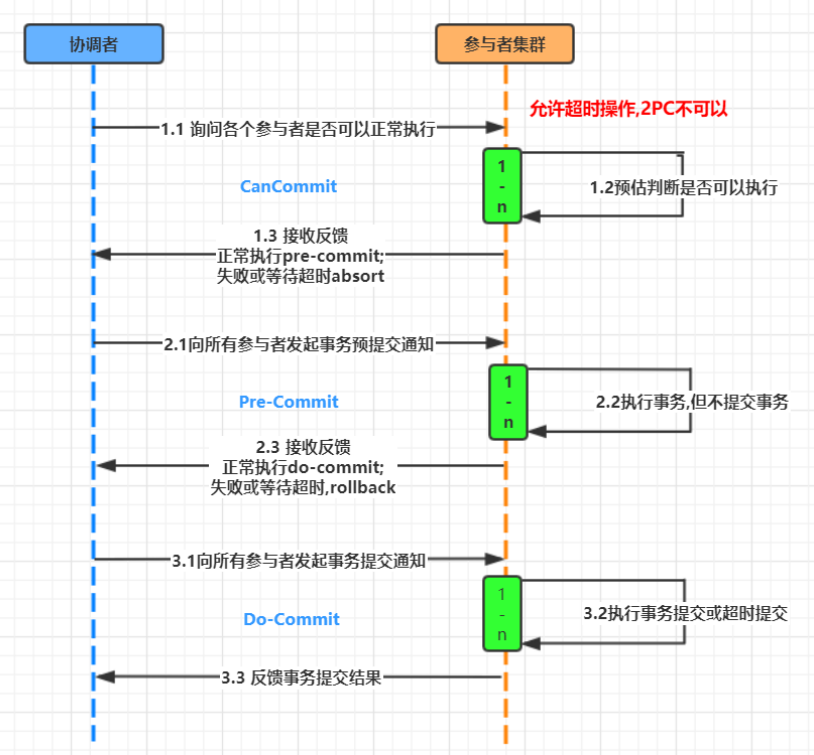 协调者
参与者集群
允许超时操作,2PC不可以
1.1 询问各个参与者是否可以正常执行
1
-
n
CanCommit
1.2预估判断是否可以执行
1.3 接收反馈
正常执行pre-commit;
失败或等待超时absort
2.1向所有参与者发起事务预提交通知
1
-
n
Pre-Commit
2.2执行事务,但不提交事务
2.3 接收反馈
正常执行do-commit;
失败或等待超时,rollback
3.1向所有参与者发起事务提交通知
1
-
n
Do-Commit
3.2执行事务提交或超时提交
3.3 反馈事务提交结果